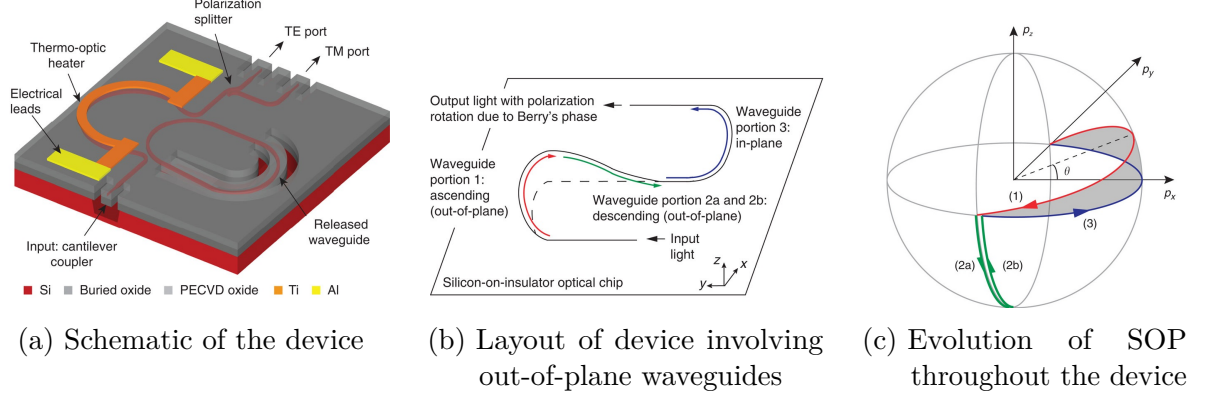 Polarization
splitter
TE port
TM port
Thermo-optic
heater
Electrical
leads
Input: cantilever
coupler
Released
waveguide
Si
Buried oxide
PECVD oxide
Ti
Al
(a) Schematic of the device
Output light with polarization
rotation due to Berry's phase
Waveguide
portion 3:
in-plane
Waveguide
portion 1:
ascending
(out-of-plane)
Waveguide portion 2a and 2b:
descending (out-of-plane)
Input
light
z
x
y
Silicon-on-insulator optical chip
(b) Layout of device involving
out-of-plane waveguides
pz
py
θ
px
(1)
(3)
(2a)
(2b)
(c) Evolution of SOP
throughout the device